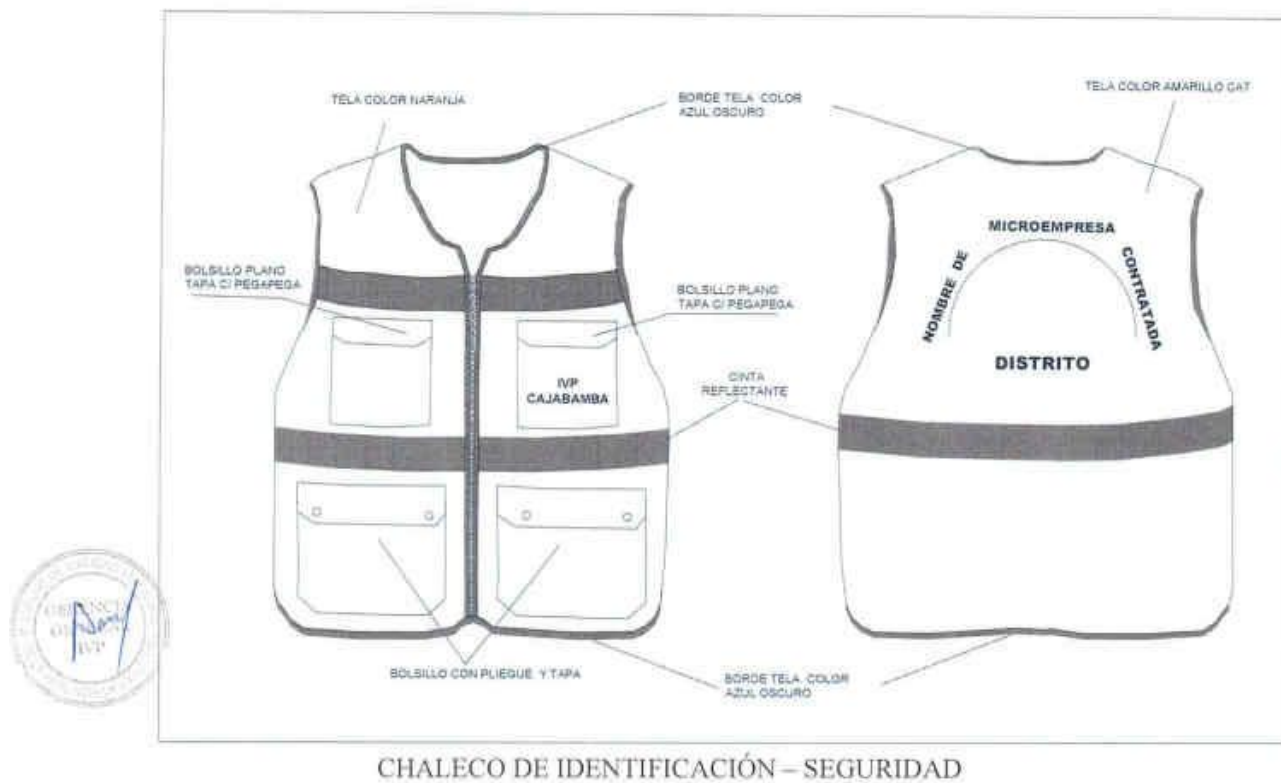 TELA COLOR NARANJA
BORDE TELA COLOR
AZUL OSCURO
TELA COLOR AMARILLO CAT
BOLSILLO PLANO
TAPA C/ PEGAPEGA
BOLSILLO PLANO
TAPA C/ PEGAPEGA
IVP
CAJABAMBA
NOMBRE DE MICROEMPRESA CONTRATADA
DISTRITO
CINTA
REFLECTANTE
BOLSILLO CON PLIEGUE Y TAPA
BORDE TELA COLOR
AZUL OSCURO
IVP
CHALECO DE IDENTIFICACIÓN – SEGURIDAD